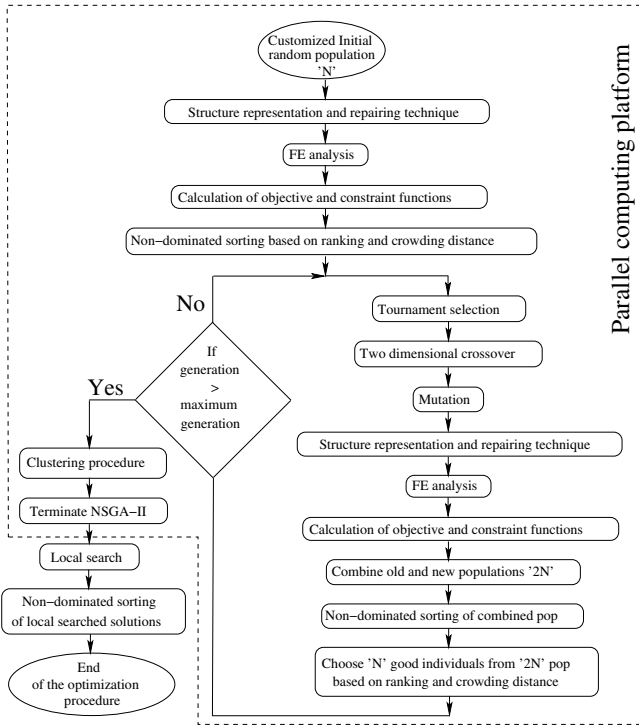 Customized Initial
random population
'N'
Structure representation and repairing technique
FE analysis
Calculation of objective and constraint functions
Non−dominated sorting based on ranking and crowding distance
Parallel computing platform
No
If
generation
>
maximum
generation
Yes
Clustering procedure
Terminate NSGA−II
Local search
Non−dominated sorting
of local searched solutions
End
of the optimization
procedure
Tournament selection
Two dimensional crossover
Mutation
Structure representation and repairing technique
FE analysis
Calculation of objective and constraint functions
Combine old and new populations '2N'
Non−dominated sorting of combined pop
Choose 'N' good individuals from '2N' pop
based on ranking and crowding distance